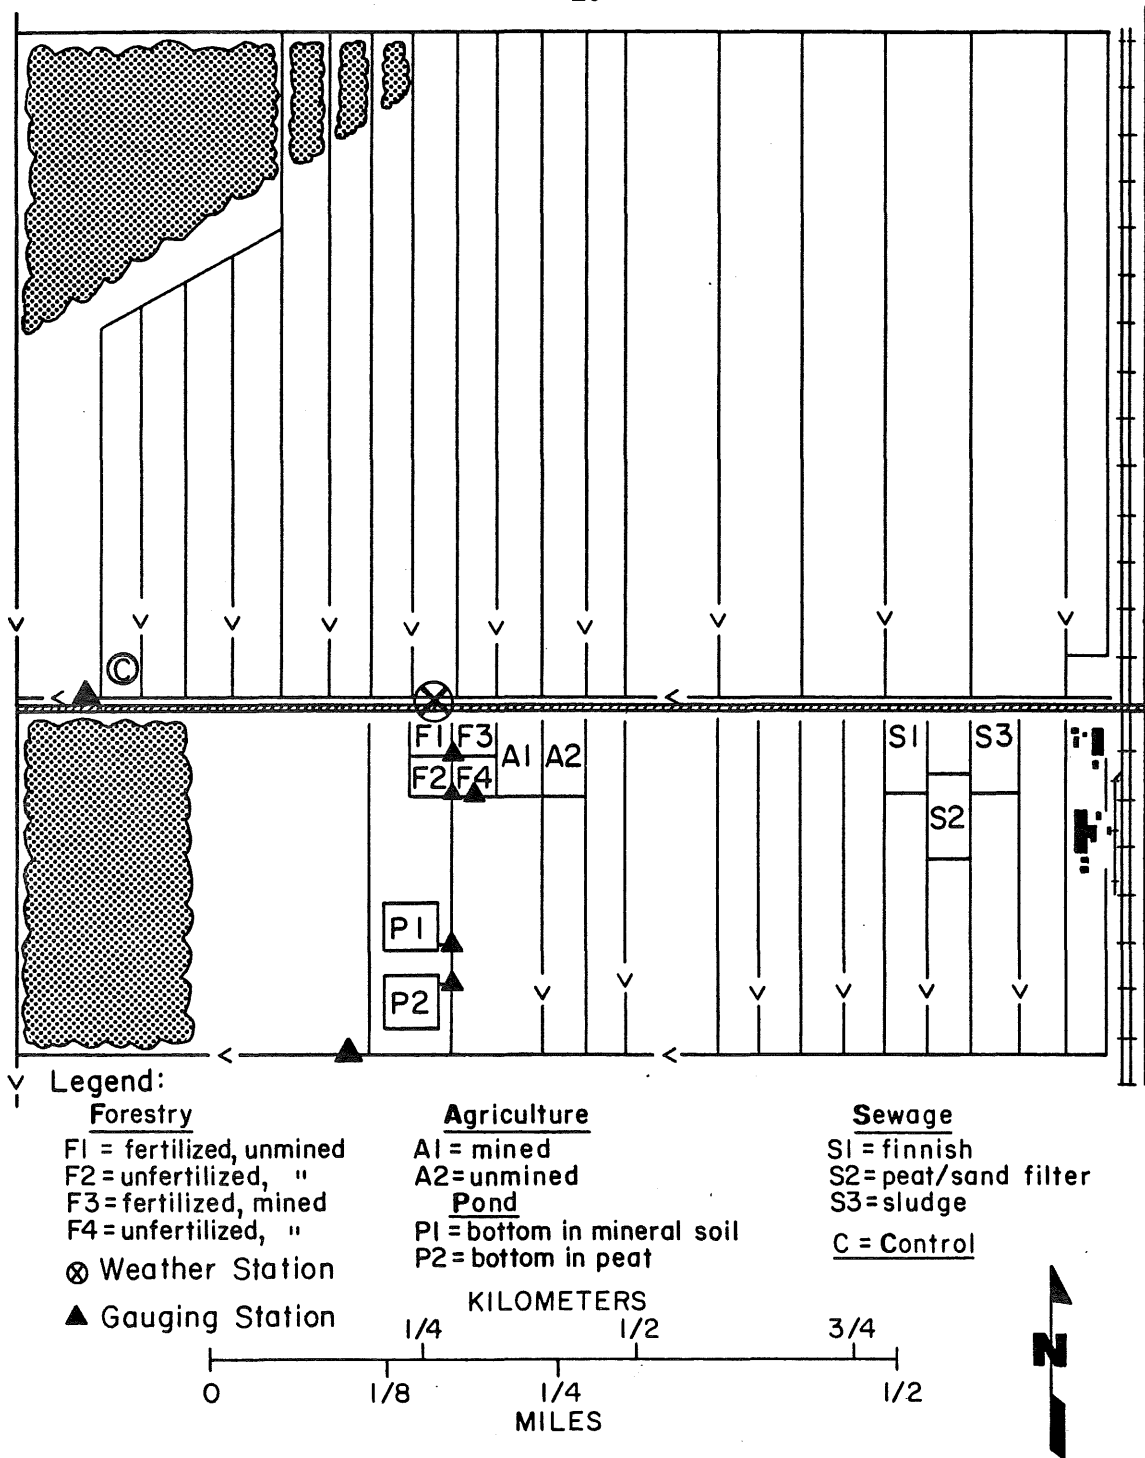 C
F1 F3
F2 F4
A1 A2
S1 S3
S2
P1
P2
Legend:
Forestry
F1 = fertilized, unmined
F2 = unfertilized, "
F3 = fertilized, mined
F4 = unfertilized, "
Weather Station
Gauging Station
Agriculture
A1 = mined
A2 = unmined
Pond
P1 = bottom in mineral soil
P2 = bottom in peat
Sewage
S1 = finnish
S2 = peat/sand filter
S3 = sludge
C = Control
KILOMETERS
1/4 1/2 3/4
0 1/8 1/4 1/2
MILES
N